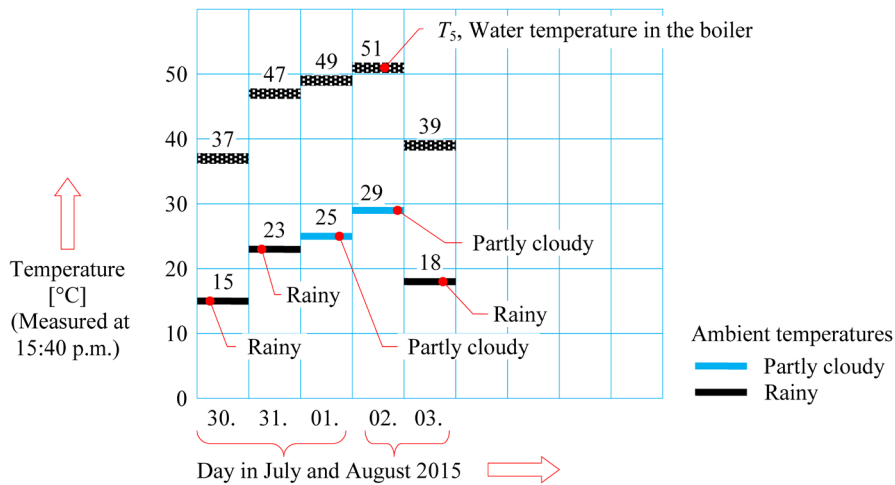 T5, Water temperature in the boiler
51
49
47
50
37
39
40
29
30
25
23
Partly cloudy
18
20
15
Rainy
Rainy
10
Rainy
Partly cloudy
0
Temperature
[°C]
(Measured at
15:40 p.m.)
Ambient temperatures
Partly cloudy
Rainy
30. 31. 01. 02. 03.
Day in July and August 2015